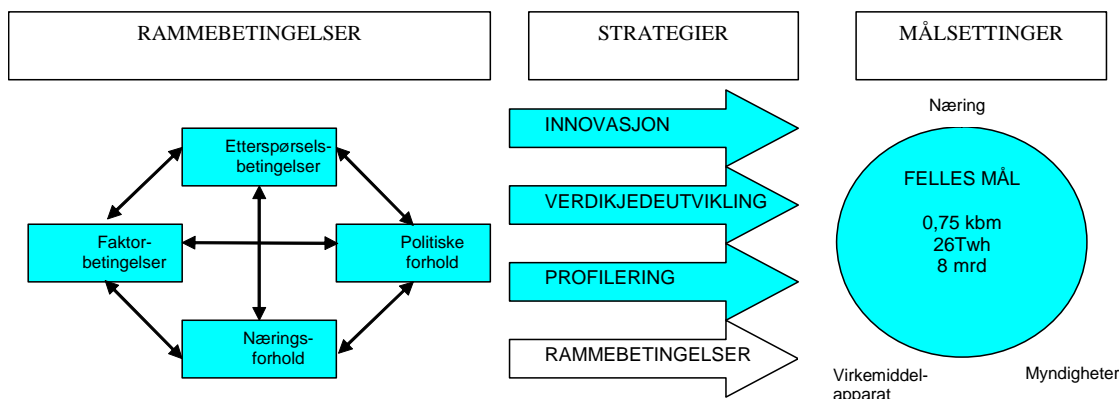 RAMMEBETINGELSER
STRATEGIER
MÅLSETTINGER
Etterspørsels-
betingelser
Faktor-
betingelser
Politiske
forhold
Nærings-
forhold
INNOVASJON
VERDIKJEDEUTVIKLING
PROFILERING
RAMMEBETINGELSER
Næring
FELLES MÅL
0,75 kbm
26Twh
8 mrd
Virkemiddel-
apparat
Myndigheter